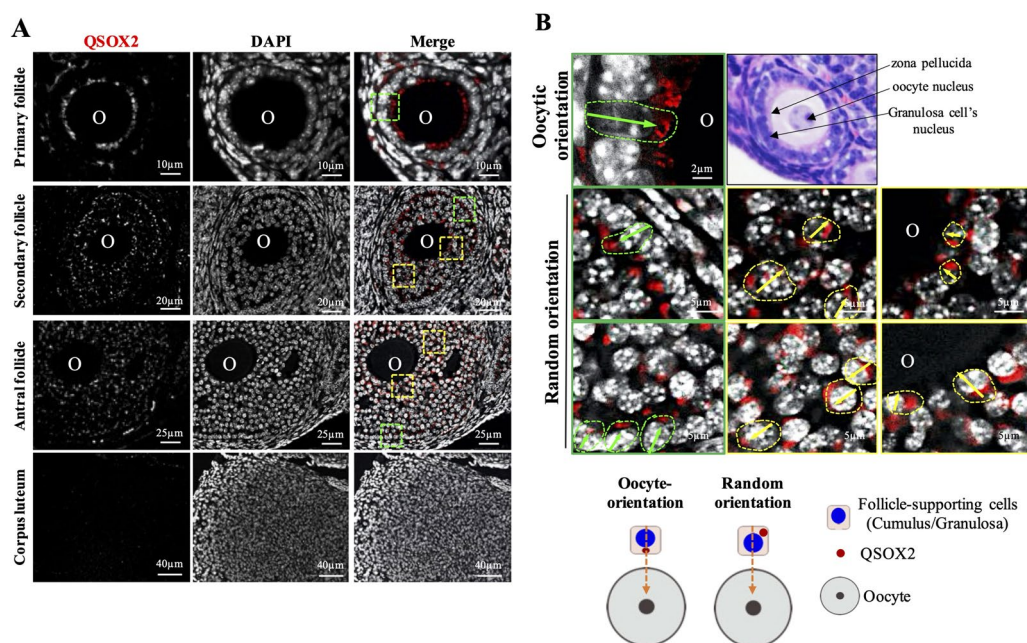 A
QSOX2 DAPI Merge
Primary follicle
O O O
10µm 10µm 10µm
Secondary follicle
O O O
20µm 20µm 20µm
Antral follicle
O O O
25µm 25µm 25µm
Corpus luteum
40µm 40µm 40µm
B
Oocytic orientation
O
2µm
zona pellucida
oocyte nucleus
Granulosa cell's
nucleus
Random orientation
O
5µm 5µm 5µm
O
5µm 5µm 5µm
Oocyte-
orientation
Random
orientation
Follicle-supporting cells
(Cumulus/Granulosa)
QSOX2
Oocyte